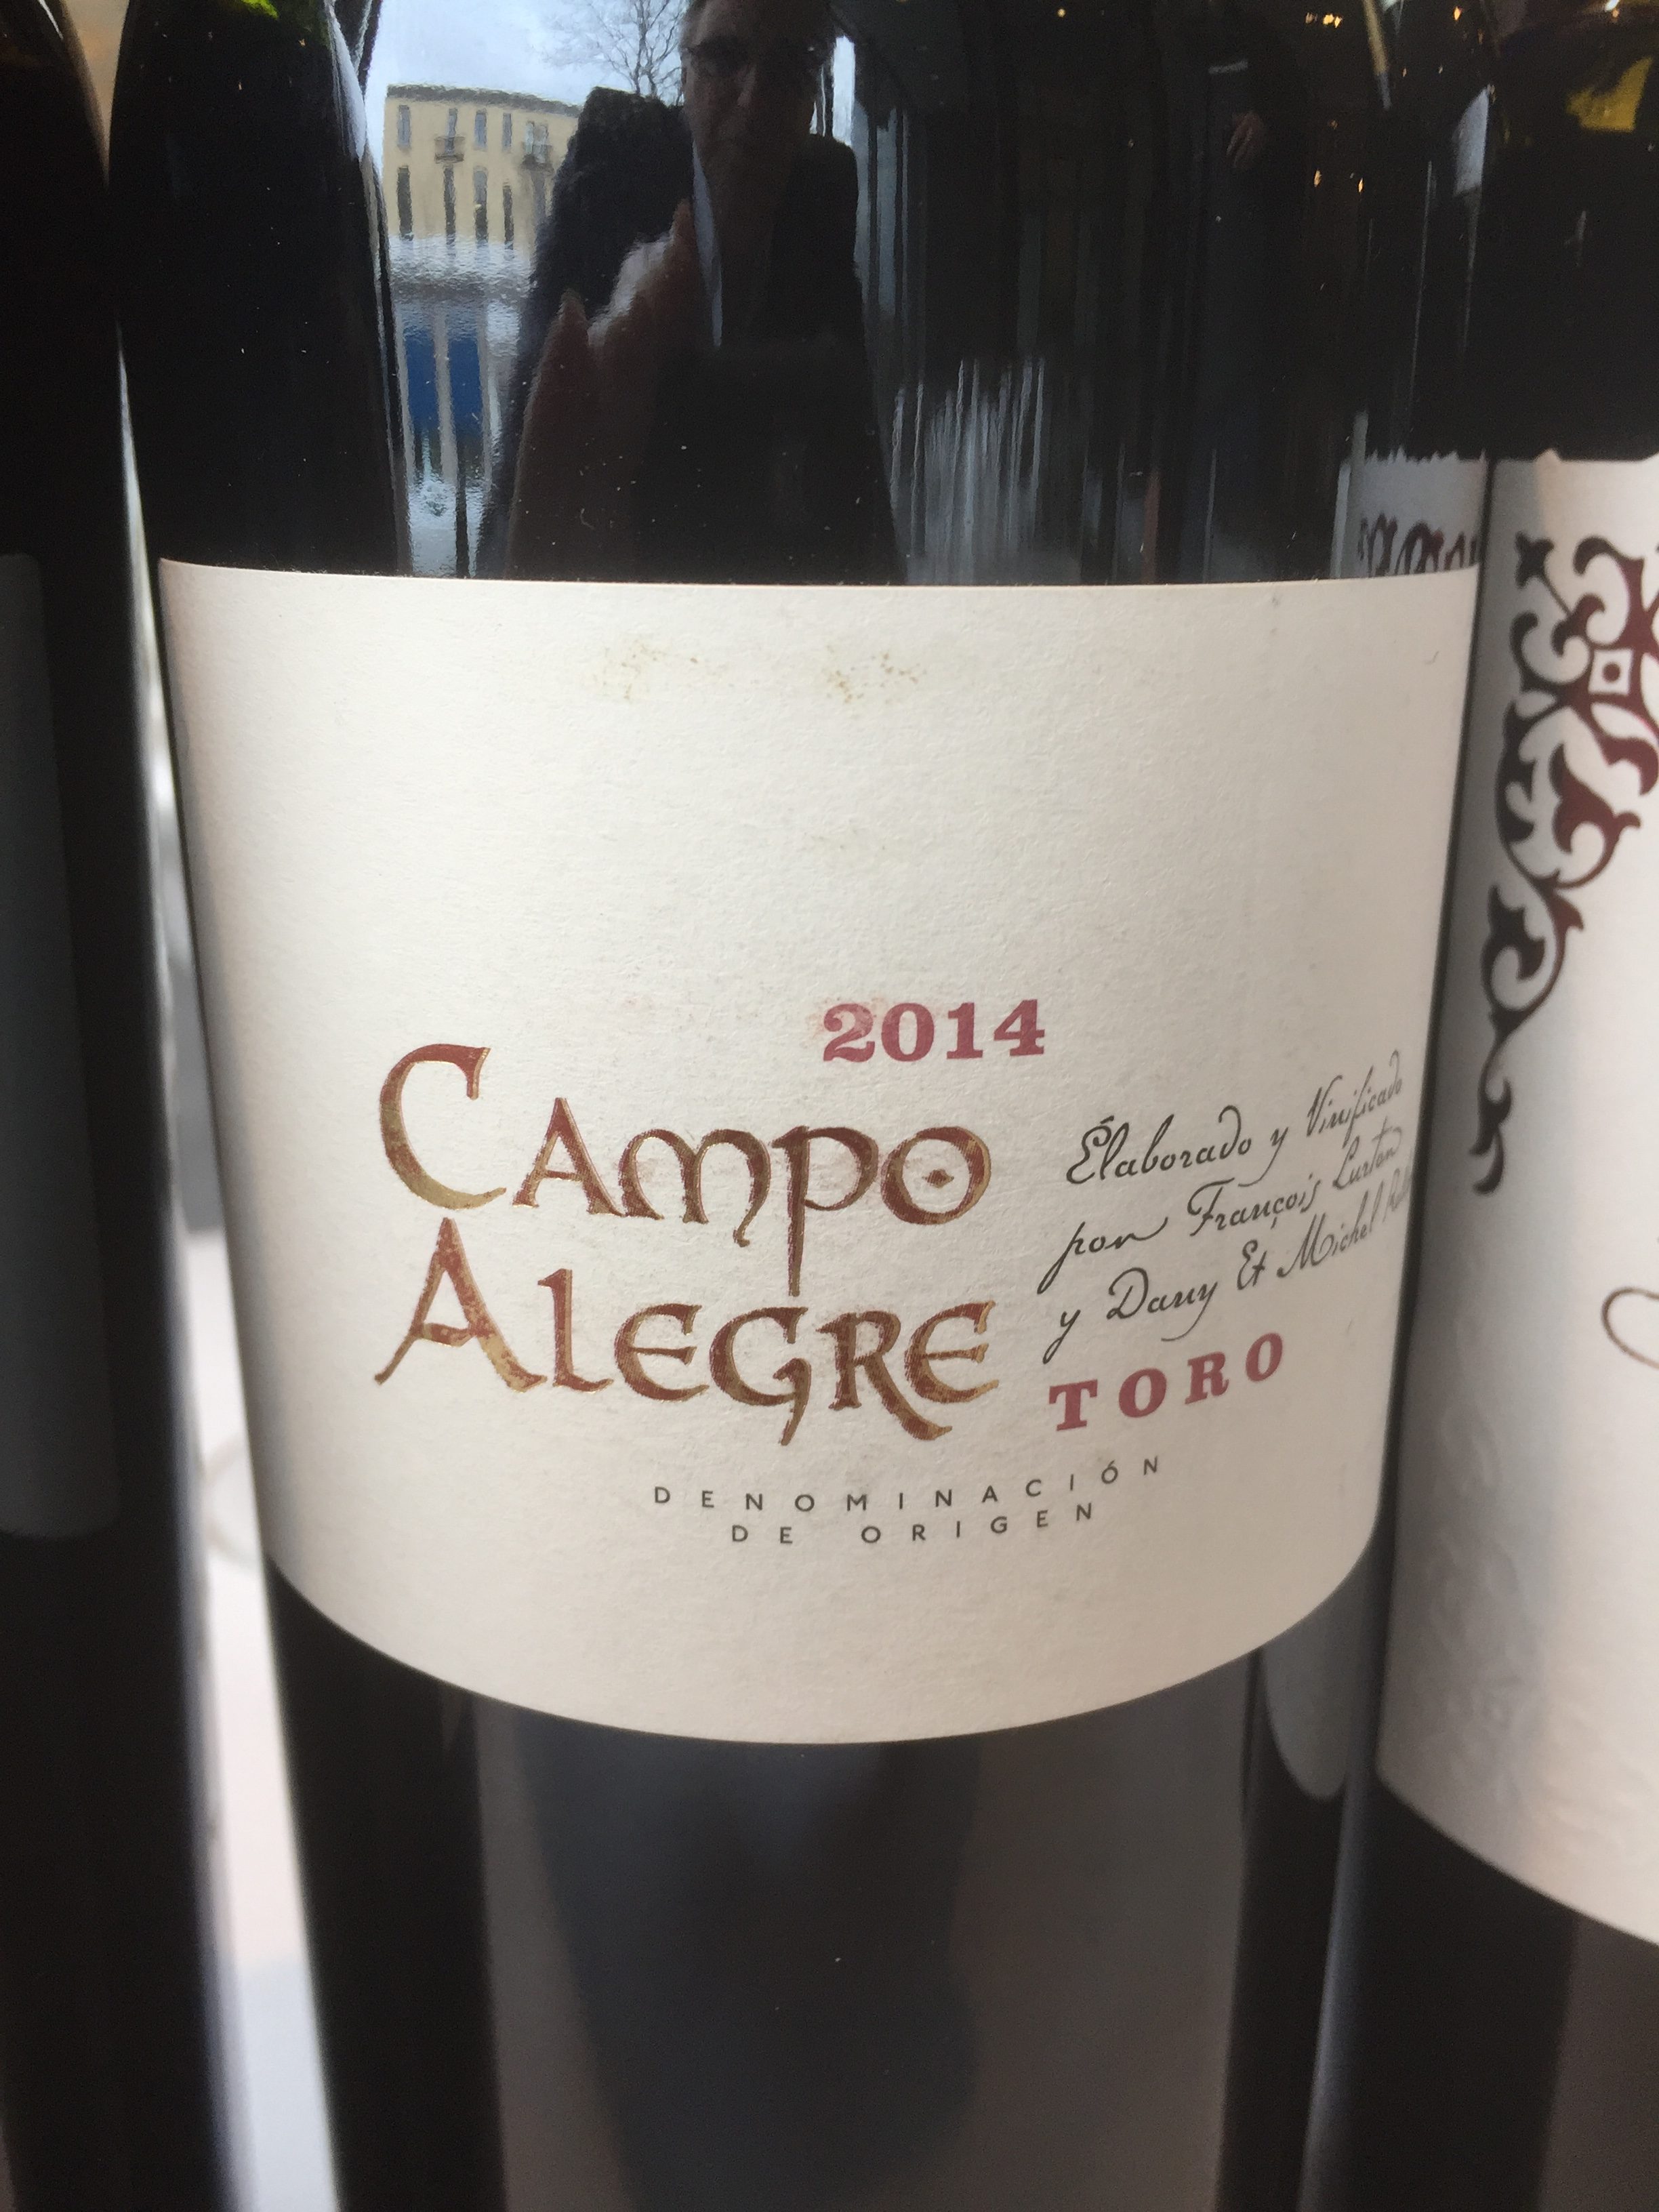 2014
CAMPO
ALEGRE
Élaborado y Vinificado
por François Lurton
y Dany Et Michel
TORO
DENOMINACIÓN
DE ORIGEN